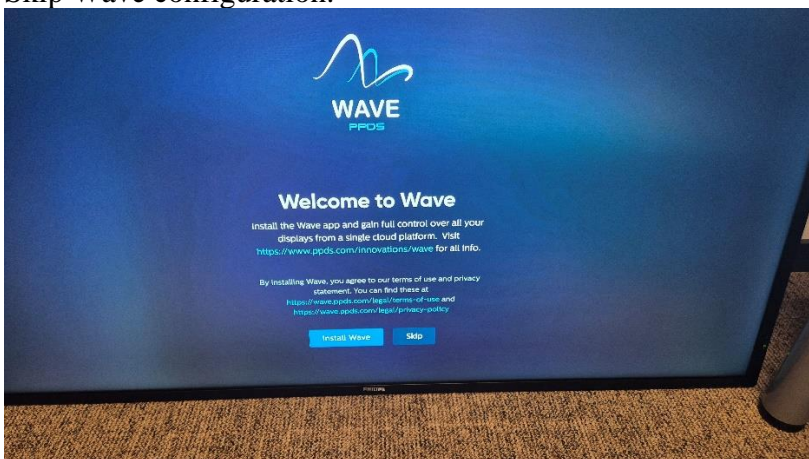 Skip Wave configuration.
WAVE
PPDS
Welcome to Wave
Install the Wave app and gain full control over all your
displays from a single cloud platform. Visit
https://www.ppds.com/innovations/wave for all info.
By installing Wave, you agree to our terms of use and privacy
statement. You can find these at
https://wave.ppds.com/legal/terms-of-use and
https://wave.ppds.com/legal/privacy-policy
Install Wave Skip
PHILIPS